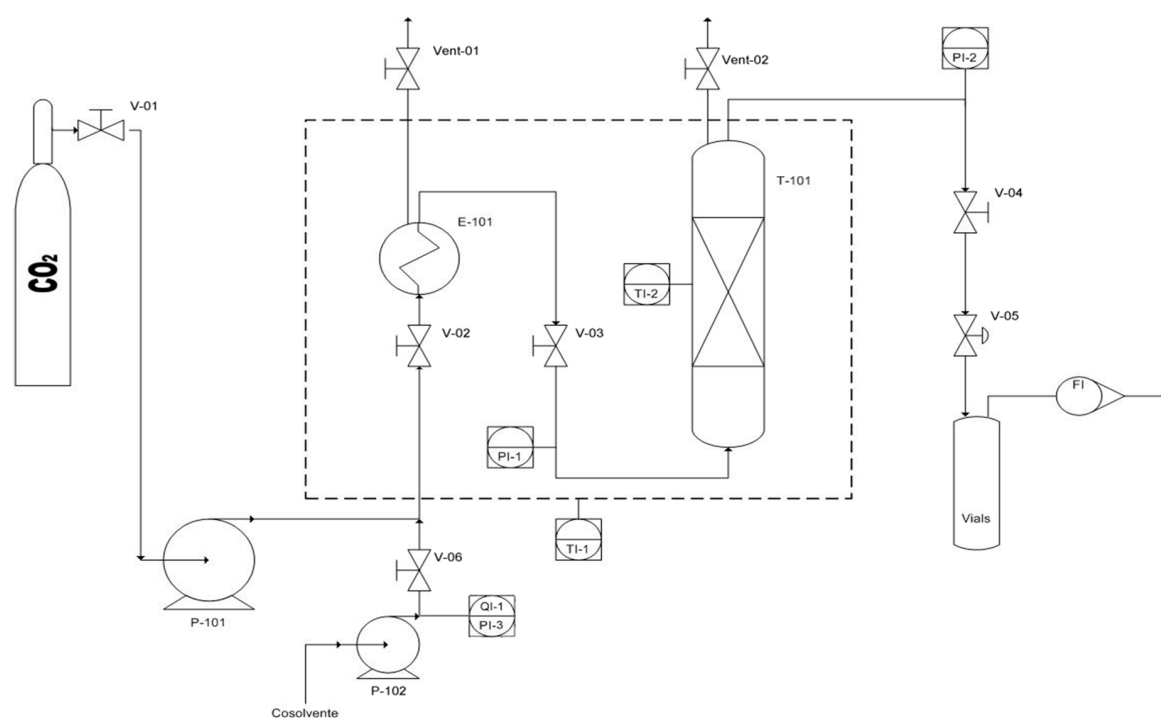 Vent-01
Vent-02
PI-2
V-01
T-101
V-04
E-101
CO₂
TI-2
V-02
V-03
V-05
FI
PI-1
Vials
TI-1
V-06
QI-1
PI-3
P-101
P-102
Cosolvente